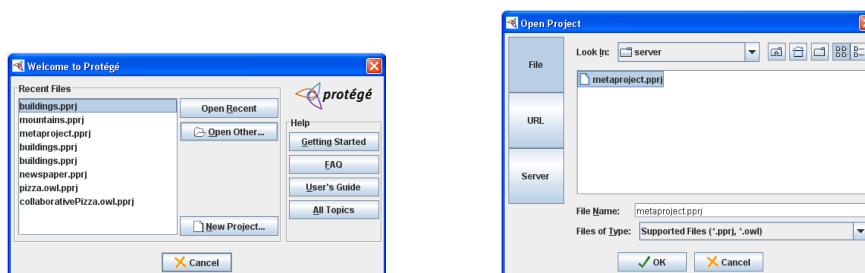 Welcome to Protégé
Recent Files
buildings.pprj
mountains.pprj
metaproject.pprj
buildings.pprj
buildings.pprj
newspaper.pprj
pizza.owl.pprj
collaborativePizza.owl.pprj
Open Recent
Open Other...
New Project...
protégé
Help
Getting Started
FAQ
User's Guide
All Topics
Cancel
Open Project
File
URL
Server
Look In: server
metaproject.pprj
File Name: metaproject.pprj
Files of Type: Supported Files (*.pprj, *.owl)
OK Cancel